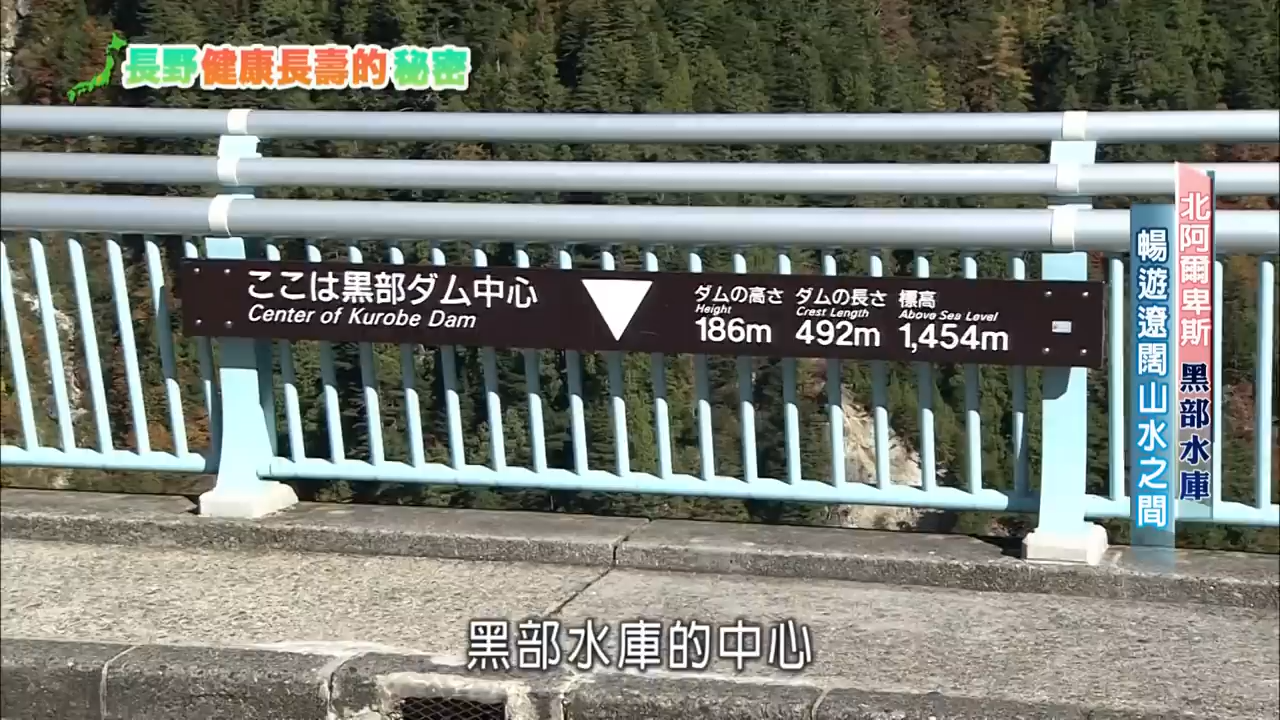 長野健康長壽的秘密
ここは黒部ダム中心
Center of Kurobe Dam
ダムの高さ
Height
186m
ダムの長さ
Crest Length
492m
標高
Above Sea Level
1,454m
北阿爾卑斯 黑部水庫
暢遊遼闊山水之間
黑部水庫的中心